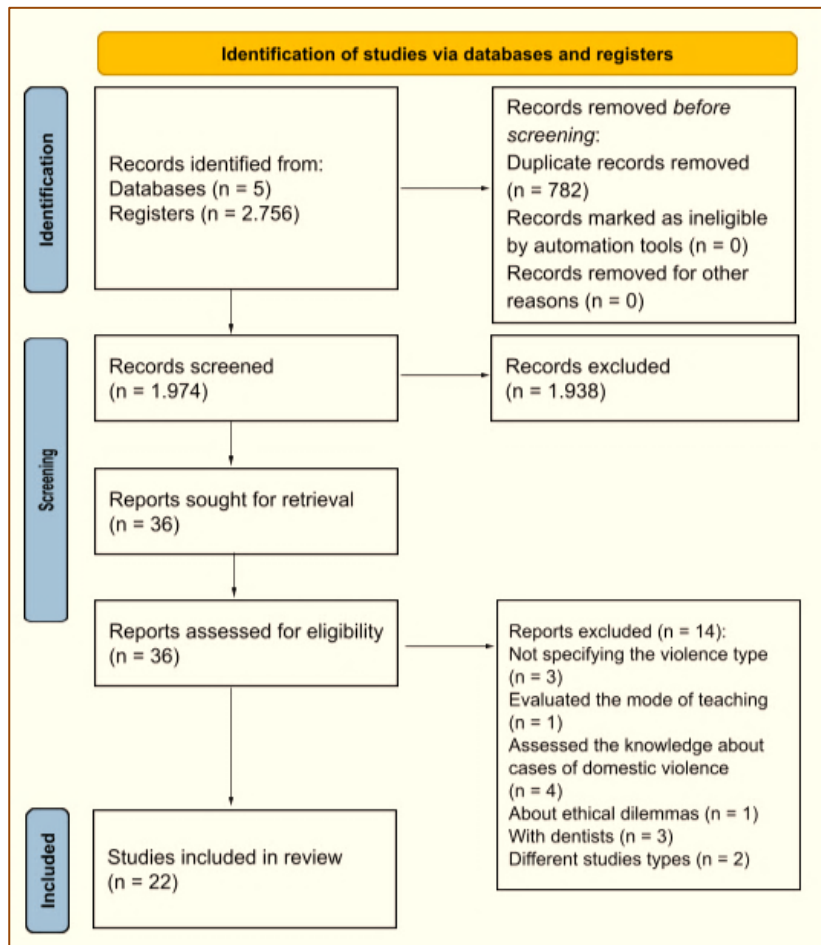 Identification of studies via databases and registers
Identification
Records identified from:
Databases (n = 5)
Registers (n = 2.756)
Records removed before
screening:
Duplicate records removed
(n = 782)
Records marked as ineligible
by automation tools (n = 0)
Records removed for other
reasons (n = 0)
Screening
Records screened
(n = 1.974)
Records excluded
(n = 1.938)
Reports sought for retrieval
(n = 36)
Reports assessed for eligibility
(n = 36)
Reports excluded (n = 14):
Not specifying the violence type
(n = 3)
Evaluated the mode of teaching
(n = 1)
Assessed the knowledge about
cases of domestic violence
(n = 4)
About ethical dilemmas (n = 1)
With dentists (n = 3)
Different studies types (n = 2)
Included
Studies included in review
(n = 22)